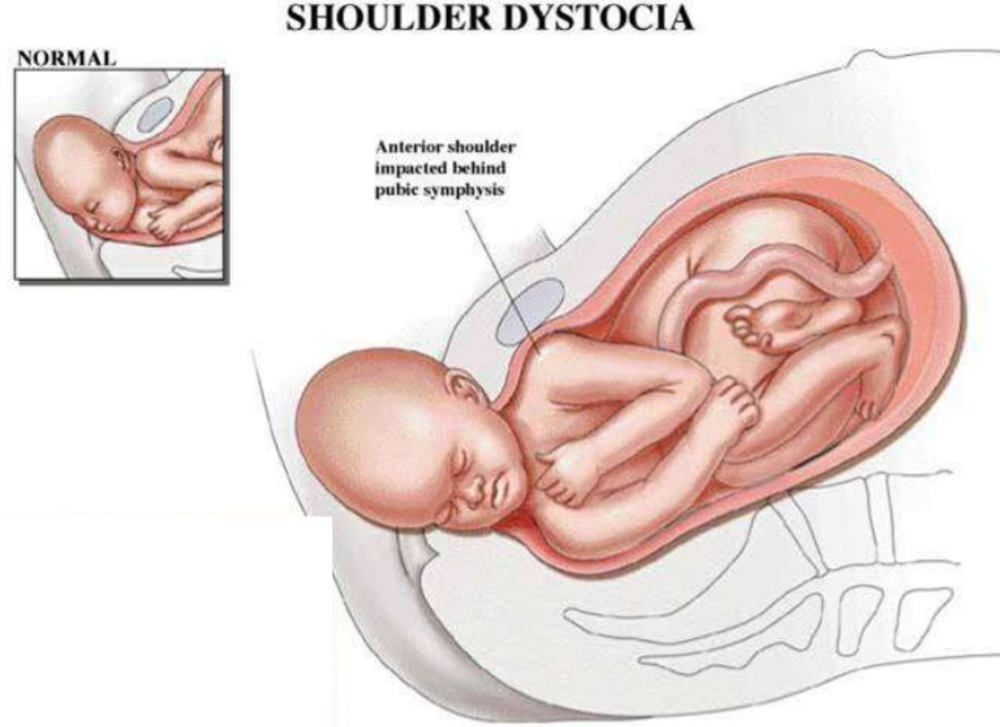 SHOULDER DYSTOCIA
NORMAL
Anterior shoulder
impacted behind
pubic symphysis